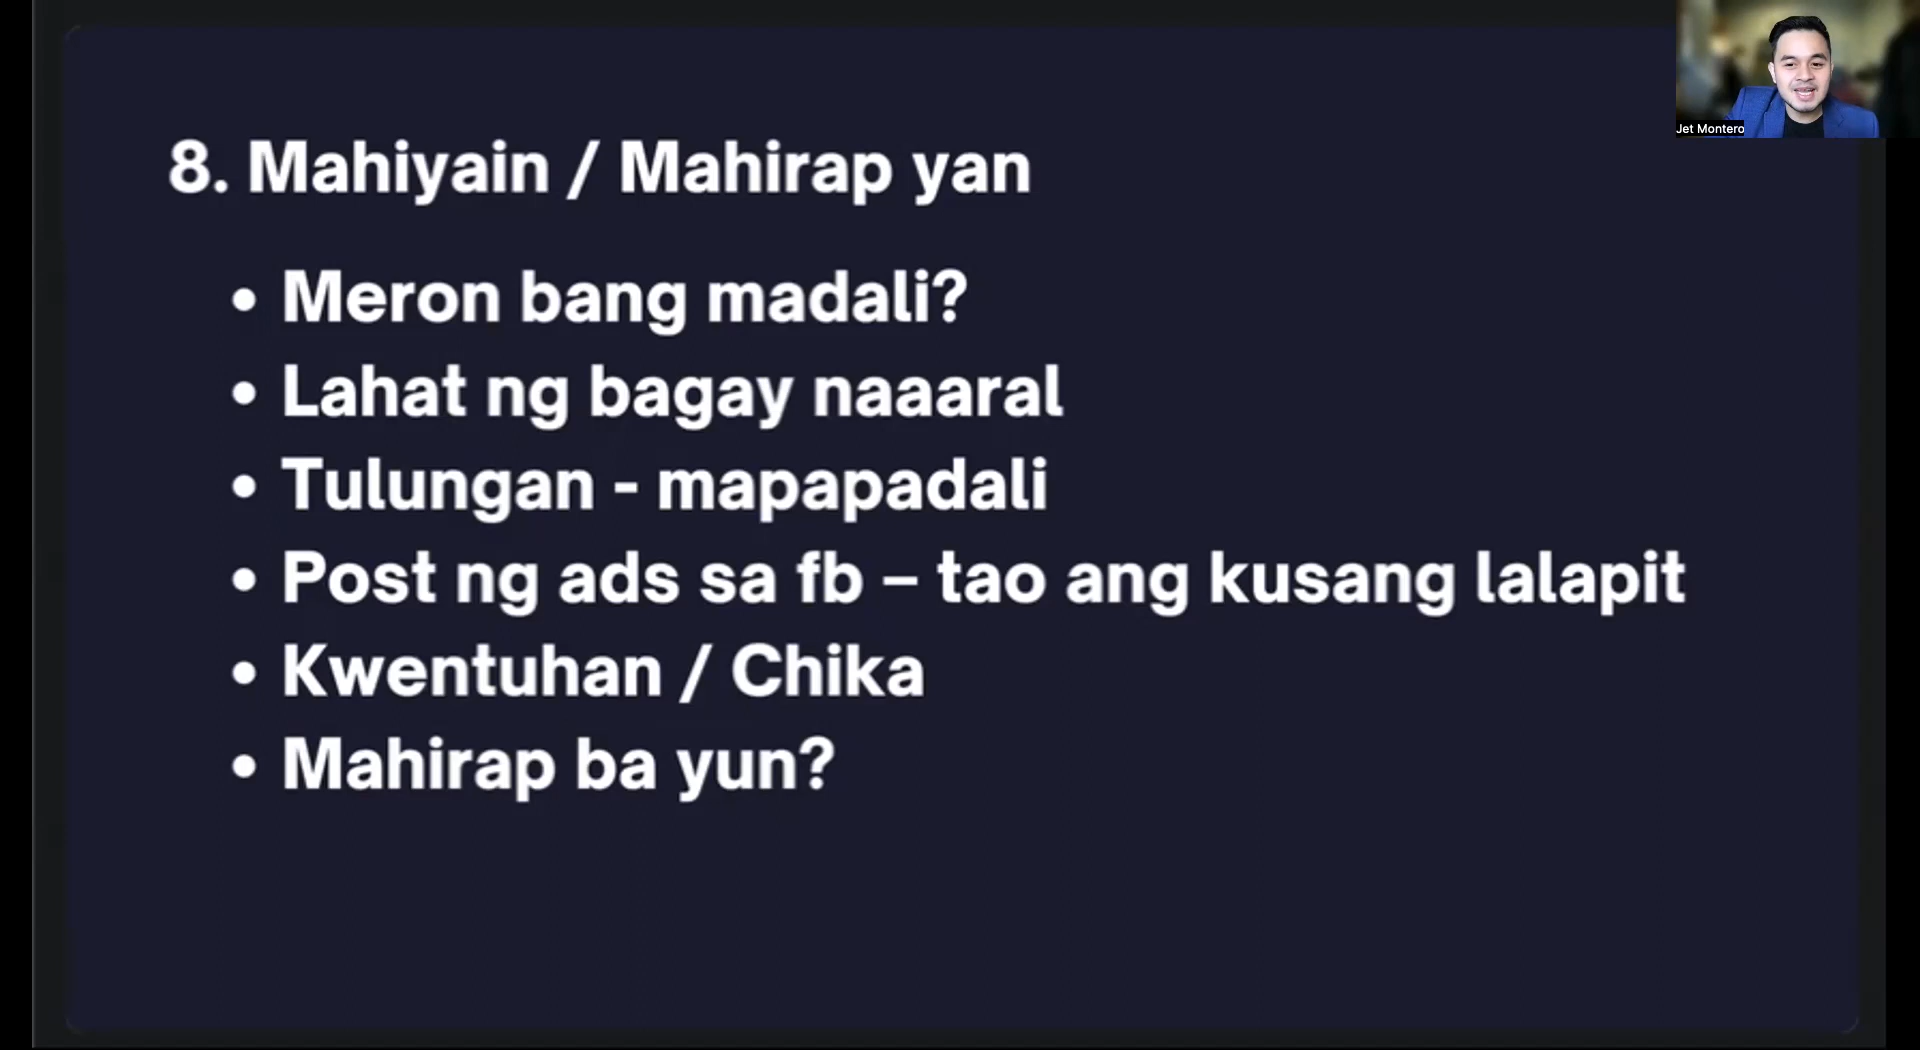 Jet Montero
8. Mahiyain / Mahirap yan
• Meron bang madali?
• Lahat ng bagay naaaral
• Tulungan - mapapadali
• Post ng ads sa fb – tao ang kusang lalapit
• Kwentuhan / Chika
• Mahirap ba yun?